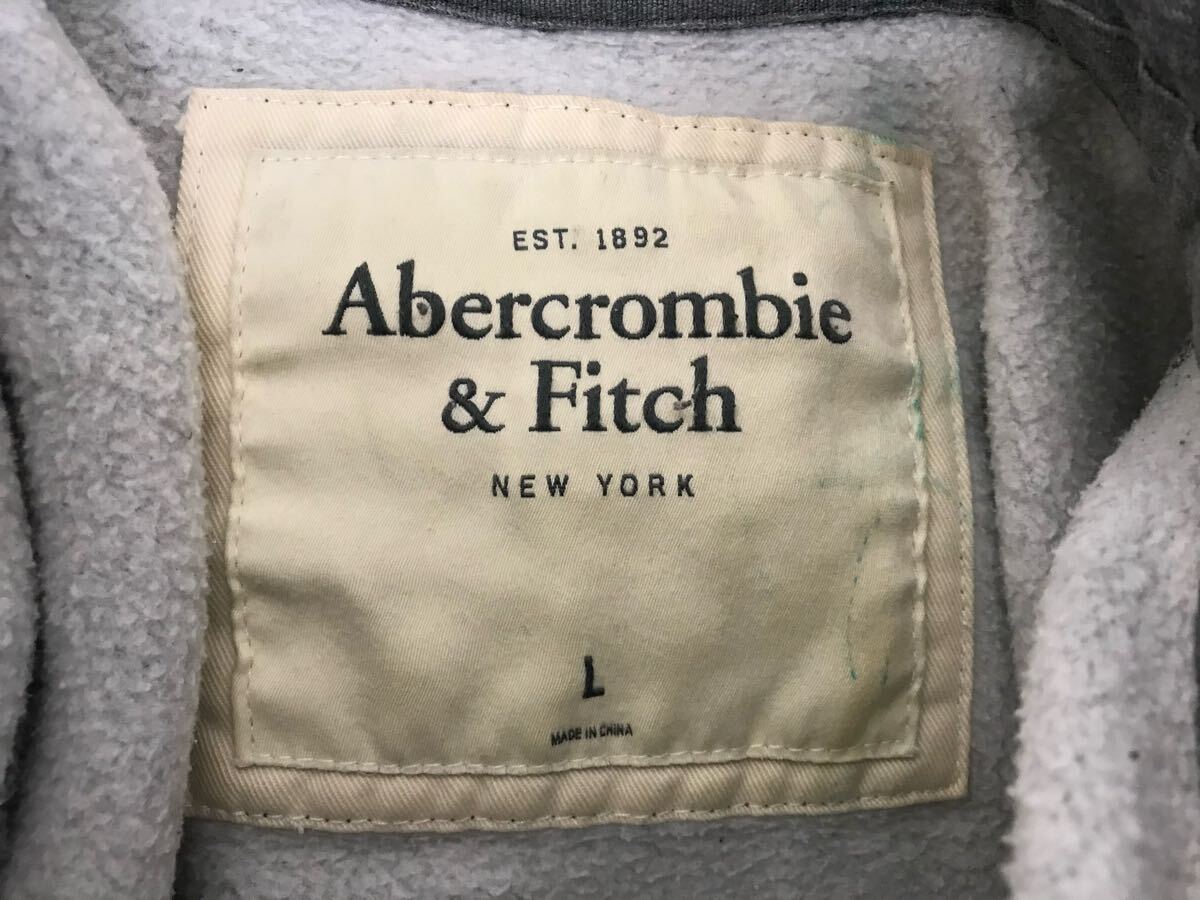 EST. 1892
Abercrombie
& Fitch
NEW YORK
L
MADE IN CHINA